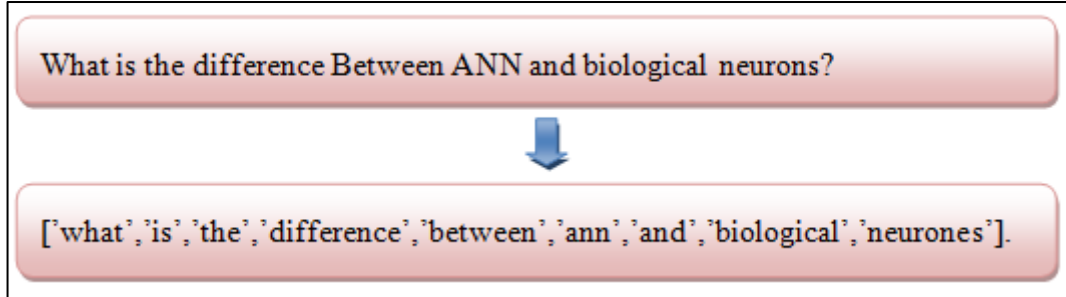 What is the difference Between ANN and biological neurons?
[’what’,’is’,’the’,’difference’,’between’,’ann’,’and’,’biological’,’neurones’].